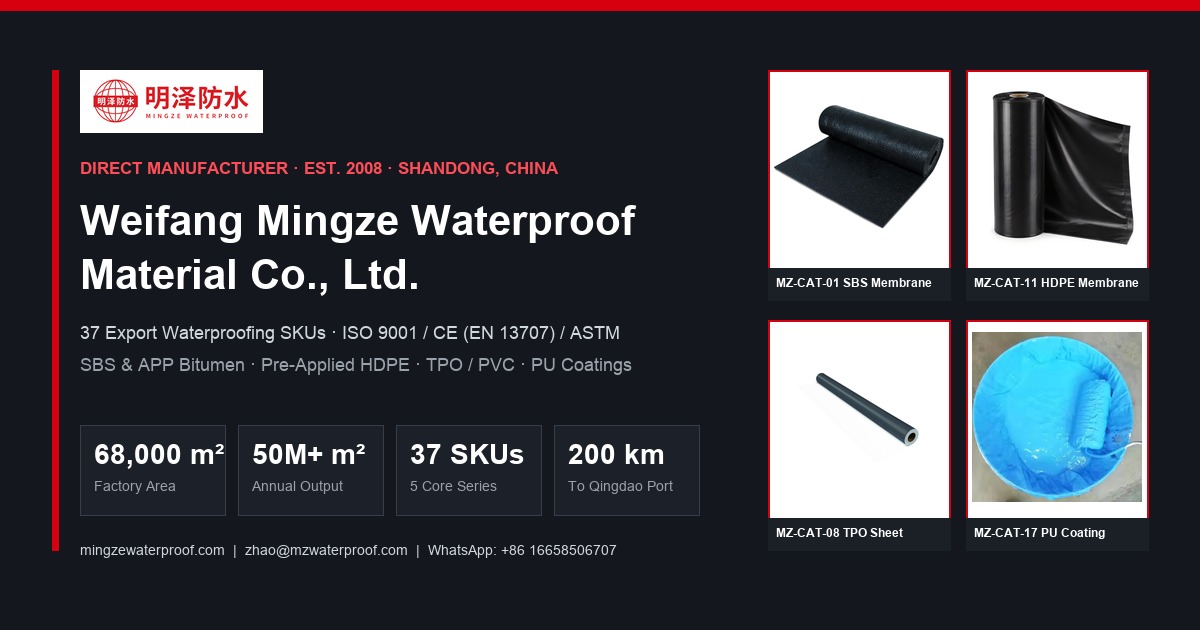 明泽防水
明泽防水
MINGZE WATERPROOF
DIRECT MANUFACTURER · EST. 2008 · SHANDONG, CHINA
Weifang Mingze Waterproof
Material Co., Ltd.
37 Export Waterproofing SKUs · ISO 9001 / CE (EN 13707) / ASTM
SBS & APP Bitumen · Pre-Applied HDPE · TPO / PVC · PU Coatings
68,000 m²
Factory Area
50M+ m²
Annual Output
37 SKUs
5 Core Series
200 km
To Qingdao Port
mingzewaterproof.com | zhao@mzwaterproof.com | WhatsApp: +86 16658506707
MZ-CAT-01 SBS Membrane
MZ-CAT-11 HDPE Membrane
MZ-CAT-08 TPO Sheet
MZ-CAT-17 PU Coating